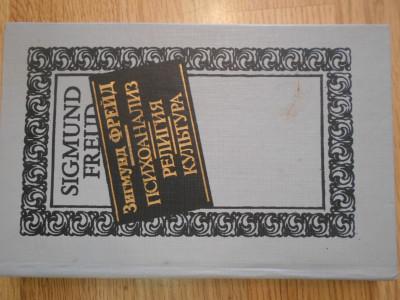 SIGMUND
FREUD
Зигмунд ФРЕЙД
ПСИХОАНАЛИЗ
РЕЛИГИЯ
КУЛЬТУРА